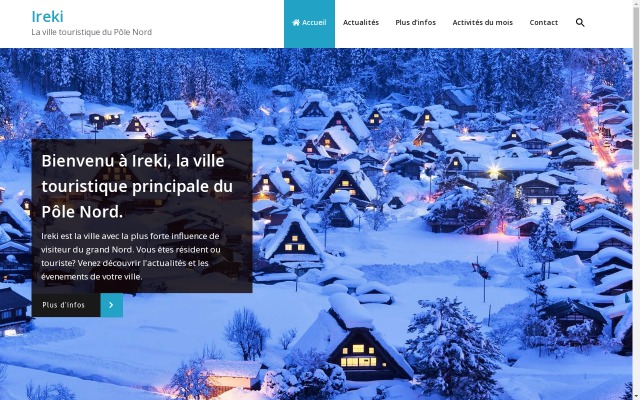 Ireki
La ville touristique du Pôle Nord
Accueil
Actualités
Plus d'infos
Activités du mois
Contact
Bienvenu à Ireki, la ville
touristique principale du
Pôle Nord.
Ireki est la ville avec la plus forte influence de
visiteur du grand Nord. Vous êtes résident ou
touriste? Venez découvrir l'actualités et les
évenements de votre ville.
Plus d'infos